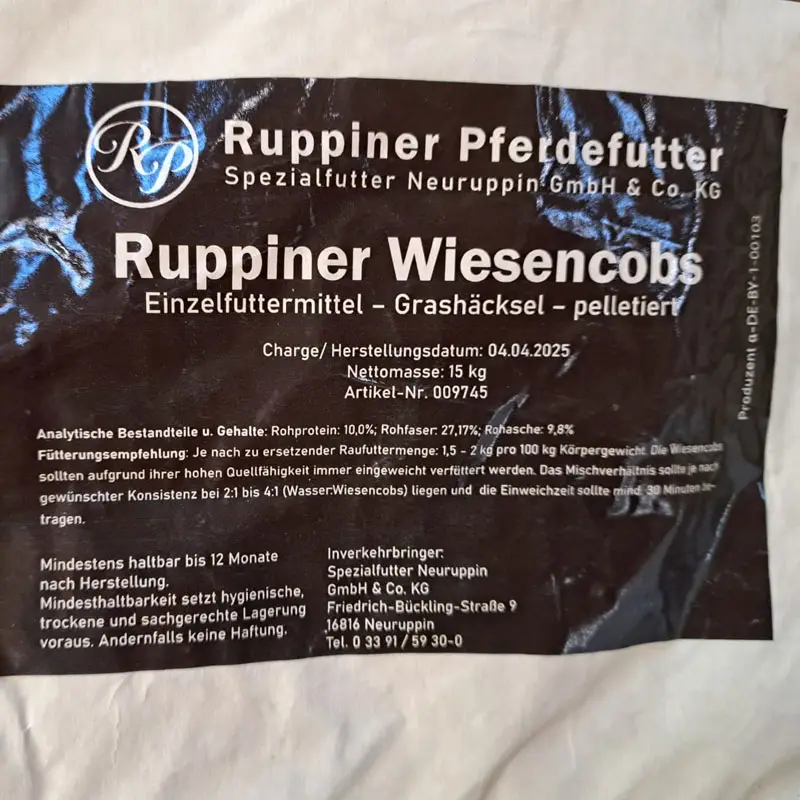 RP
Ruppiner Pferdefutter
Spezialfutter Neuruppin GmbH & Co. KG
Ruppiner Wiesencobs
Einzelfuttermittel – Grashäcksel – pelletiert
Charge/ Herstellungsdatum: 04.04.2025
Nettomasse: 15 kg
Artikel-Nr. 009745
Analytische Bestandteile u. Gehalte: Rohprotein: 10,0%; Rohfaser: 27,17%; Rohasche: 9,8%
Fütterungsempfehlung: Je nach zu ersetzender Raufuttermenge: 1,5 – 2 kg pro 100 kg Körpergewicht. Die Wiesencobs
sollten aufgrund ihrer hohen Quellfähigkeit immer eingeweicht verfüttert werden. Das Mischverhältnis sollte je nach
gewünschter Konsistenz bei 2:1 bis 4:1 (Wasser:Wiesencobs) liegen und die Einweichzeit sollte mind. 30 Minuten be-
tragen.
Mindestens haltbar bis 12 Monate
nach Herstellung.
Mindesthaltbarkeit setzt hygienische,
trockene und sachgerechte Lagerung
voraus. Andernfalls keine Haftung.
Inverkehrbringer:
Spezialfutter Neuruppin
GmbH & Co. KG
Friedrich-Bückling-Straße 9
16816 Neuruppin
Tel. 0 33 91 / 59 30-0
Produzent α-DE-BY-1-00103